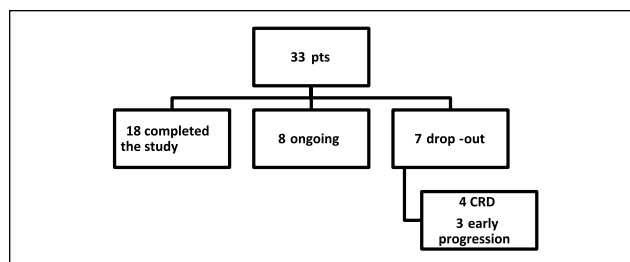 33 pts
18 completed
the study
8 ongoing
7 drop -out
4 CRD
3 early
progression